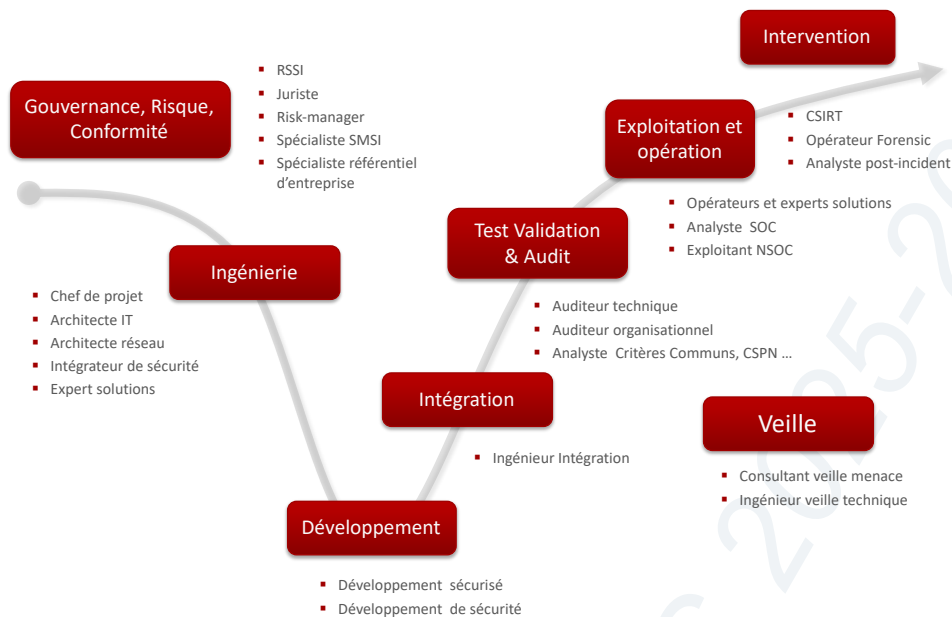 Gouvernance, Risque,
Conformité
▪ RSSI
▪ Juriste
▪ Risk-manager
▪ Spécialiste SMSI
▪ Spécialiste référentiel
d'entreprise
Ingénierie
▪ Chef de projet
▪ Architecte IT
▪ Architecte réseau
▪ Intégrateur de sécurité
▪ Expert solutions
Développement
▪ Développement sécurisé
▪ Développement de sécurité
Intégration
▪ Ingénieur Intégration
Test Validation
& Audit
▪ Auditeur technique
▪ Auditeur organisationnel
▪ Analyste Critères Communs, CSPN ...
Exploitation et
opération
▪ Opérateurs et experts solutions
▪ Analyste SOC
▪ Exploitant NSOC
Intervention
▪ CSIRT
▪ Opérateur Forensic
▪ Analyste post-incident
Veille
▪ Consultant veille menace
▪ Ingénieur veille technique